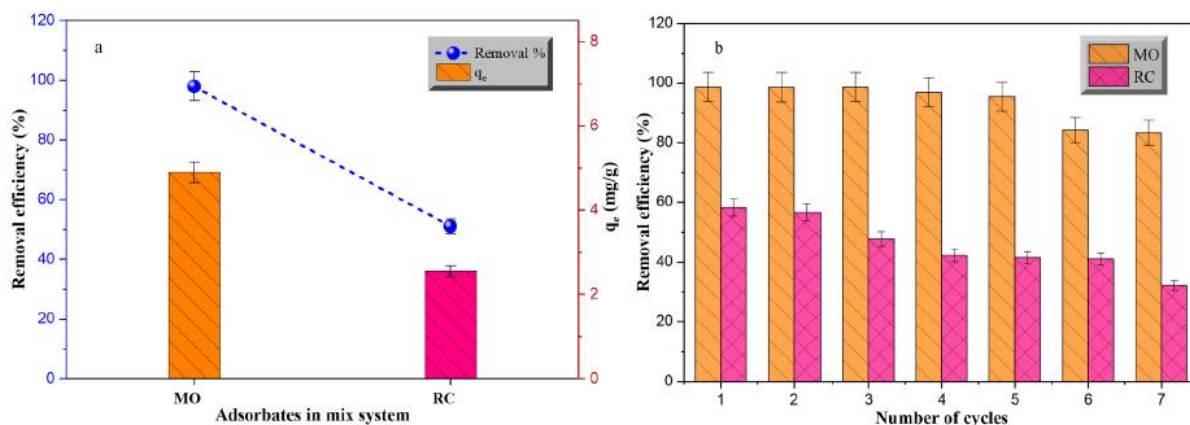 a
Removal %
qₑ
120
100
80
60
40
20
0
Removal efficiency (%)
8
6
4
2
0
qₑ (mg/g)
MO RC
Adsorbates in mix system
b
MO
RC
120
100
80
60
40
20
0
Removal efficiency (%)
1 2 3 4 5 6 7
Number of cycles